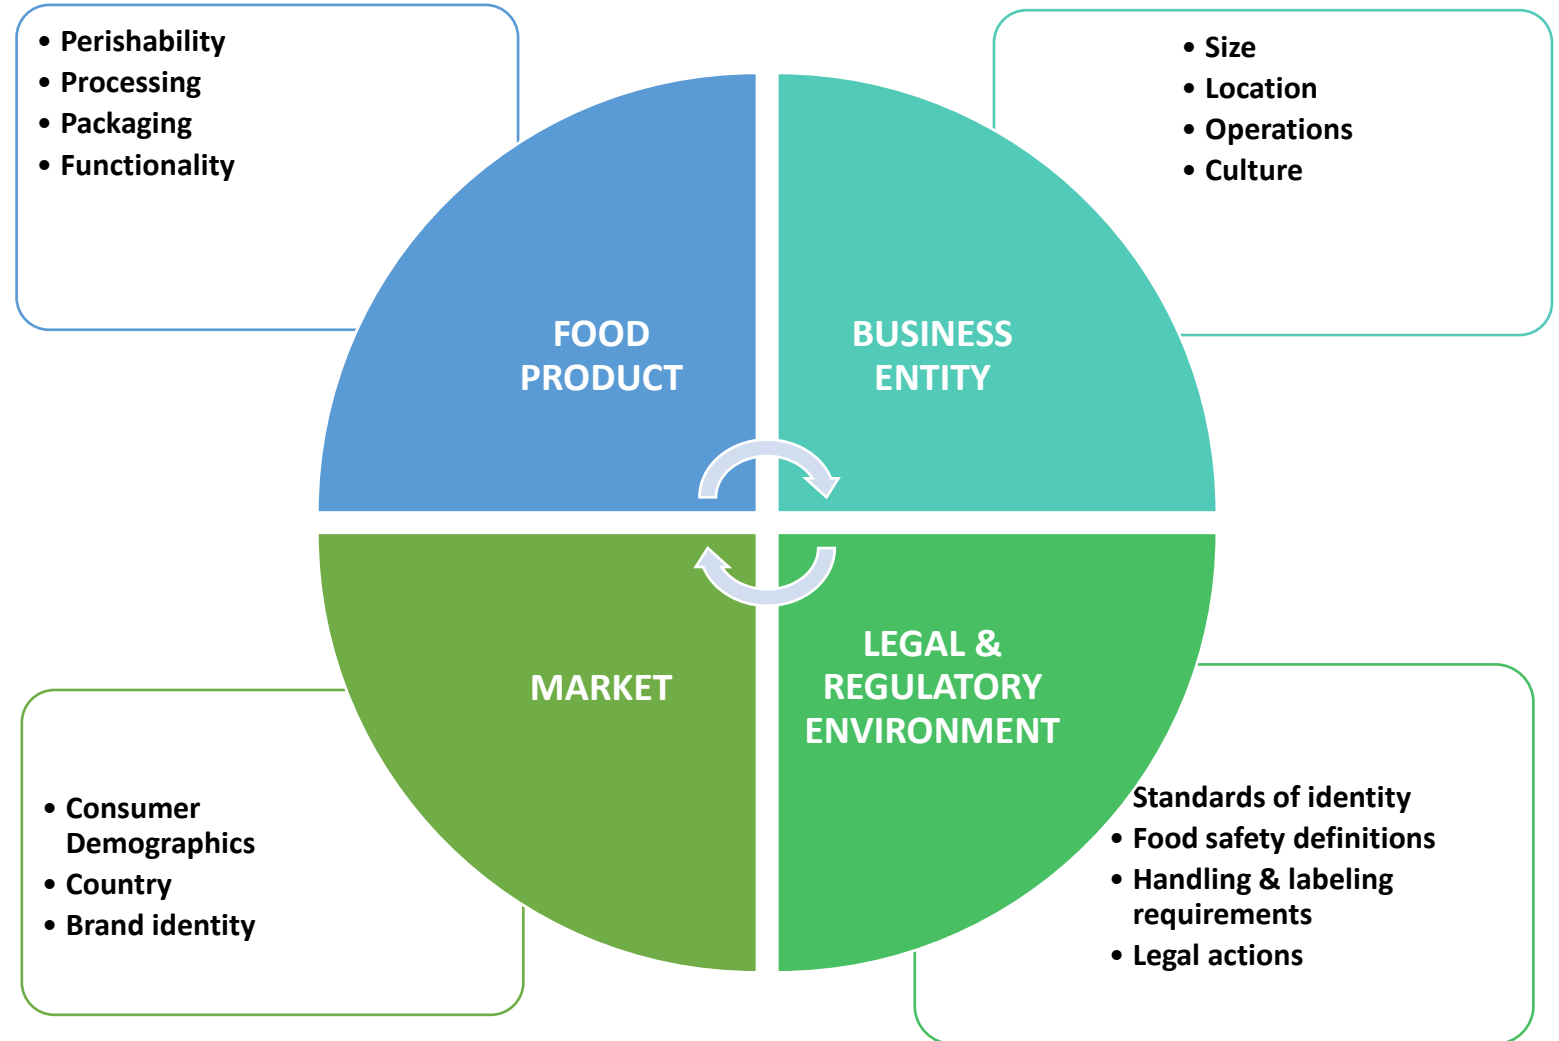 • Perishability
• Processing
• Packaging
• Functionality
• Size
• Location
• Operations
• Culture
FOOD
PRODUCT
BUSINESS
ENTITY
MARKET
LEGAL &
REGULATORY
ENVIRONMENT
• Consumer
Demographics
• Country
• Brand identity
Standards of identity
• Food safety definitions
• Handling & labeling
requirements
• Legal actions